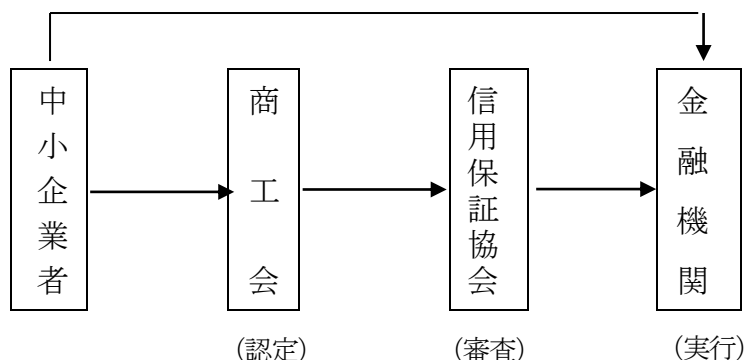 中小企業者
商工会
信用保証協会
金融機関
(認定)
(審査)
(実行)